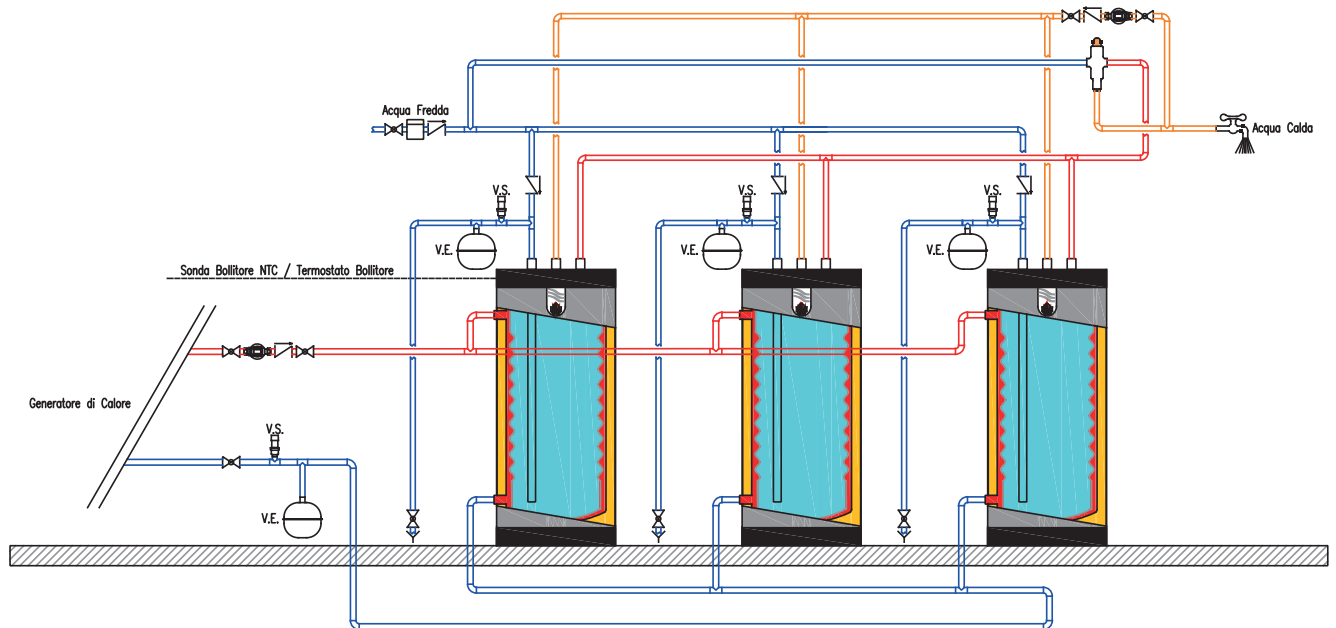 Acqua Fredda
Acqua Calda
V.S.
V.S.
V.S.
V.E.
V.E.
V.E.
Sonda Bollitore NTC / Termostato Bollitore
Generatore di Calore
V.S.
V.E.